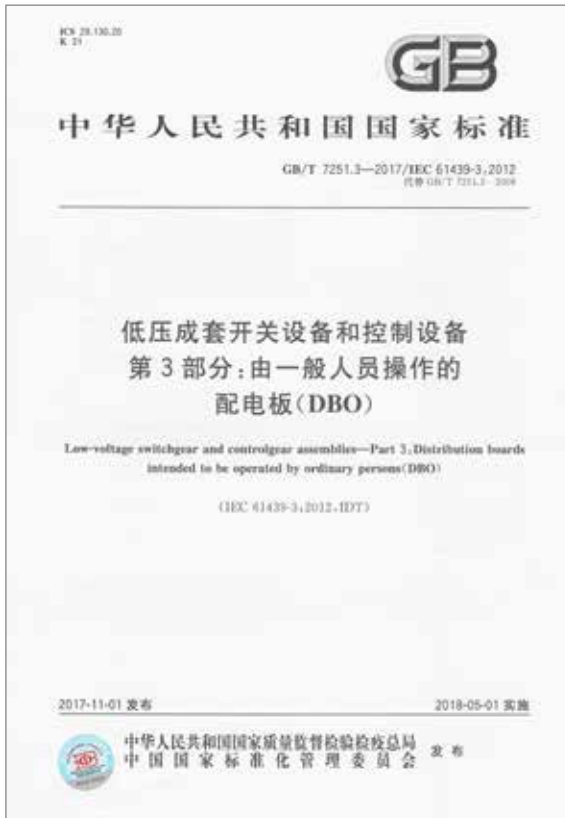 ICS 29.130.20
K 31
GB
中华人民共和国国家标准
GB/T 7251.3—2017/IEC 61439-3:2012
代替 GB/T 7251.3—2006
低压成套开关设备和控制设备
第3部分:由一般人员操作的
配电板(DBO)
Low-voltage switchgear and controlgear assemblies—Part 3:Distribution boards
intended to be operated by ordinary persons(DBO)
(IEC 61439-3:2012,IDT)
2017-11-01 发布
2018-05-01 实施
中华人民共和国国家质量监督检验检疫总局
中国国家标准化管理委员会
发布